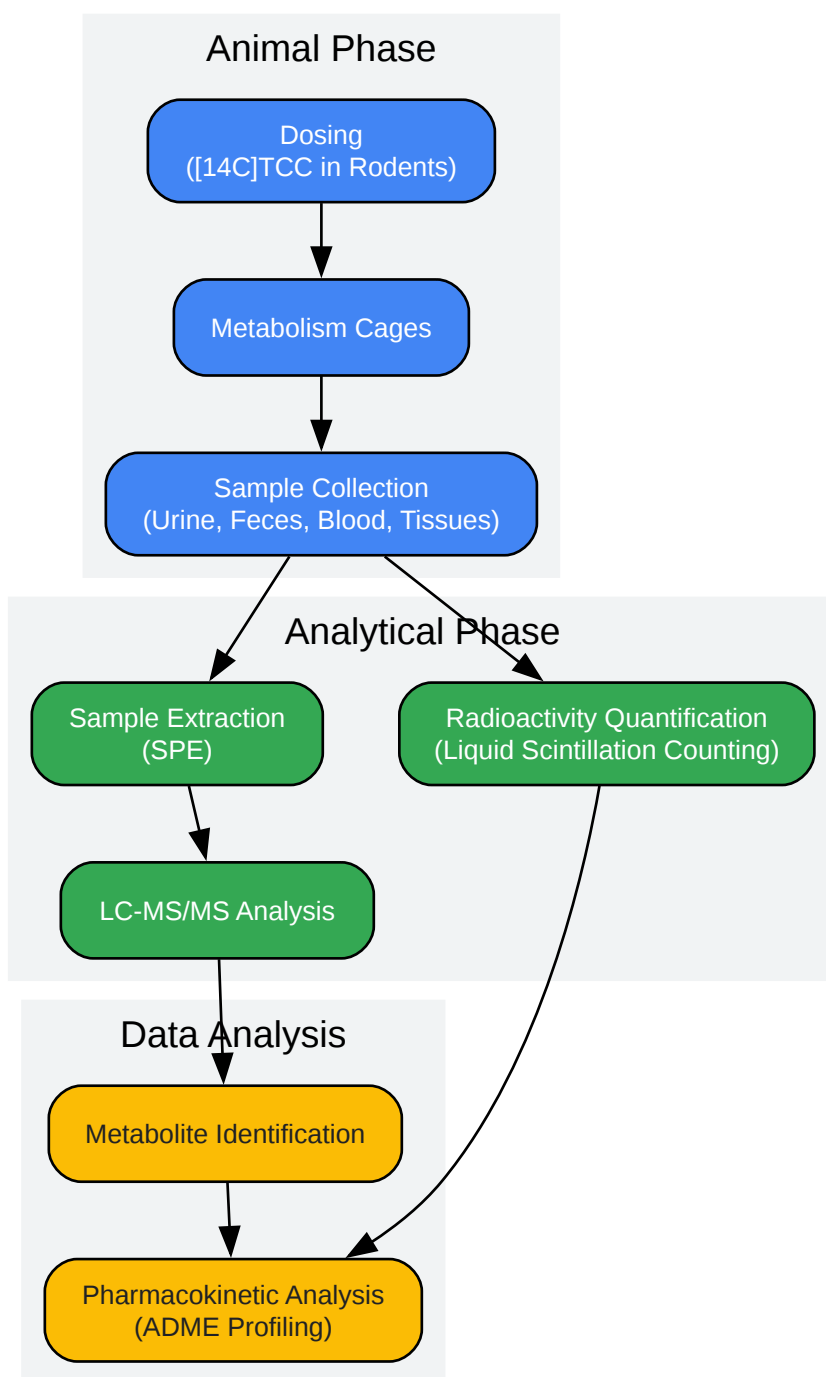 Animal Phase
Dosing
([14C]TCC in Rodents)
Metabolism Cages
Sample Collection
(Urine, Feces, Blood, Tissues)
Analytical Phase
Sample Extraction
(SPE)
Radioactivity Quantification
(Liquid Scintillation Counting)
LC-MS/MS Analysis
Data Analysis
Metabolite Identification
Pharmacokinetic Analysis
(ADME Profiling)